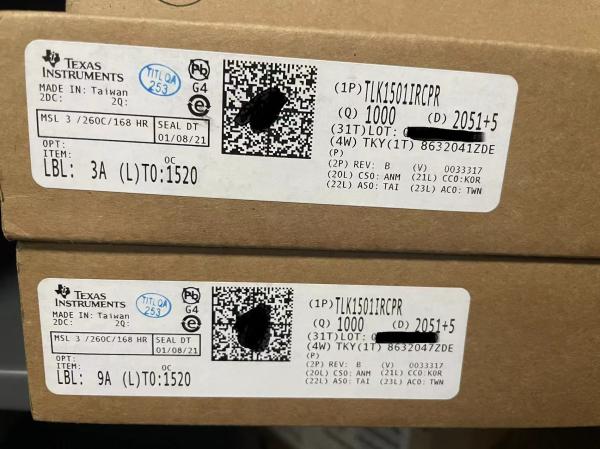 TEXAS
INSTRUMENTS
TITLQA
253
Pb
G4
e
MADE IN: Taiwan
2DC: 2Q:
MSL 3 /260C/168 HR
SEAL DT
01/08/21
OPT:
ITEM:
LBL: 3A (L)TO:1520
OC
(1P)TLK1501IRCPR
(Q) 1000 (D) 2051+5
(31T)LOT:
(4W) TKY(1T) 8632041ZDE
(P)
(2P) REV: B (V) 0033317
(20L) CSO: ANM (21L) CCO:KOR
(22L) ASO: TAI (23L) ACO: TWN
TEXAS
INSTRUMENTS
TITLQA
253
Pb
G4
e
MADE IN: Taiwan
2DC: 2Q:
MSL 3 /260C/168 HR
SEAL DT
01/08/21
OPT:
ITEM:
LBL: 9A (L)TO:1520
OC
(1P)TLK1501IRCPR
(Q) 1000 (D) 2051+5
(31T)LOT:
(4W) TKY(1T) 8632047ZDE
(P)
(2P) REV: B (V) 0033317
(20L) CSO: ANM (21L) CCO:KOR
(22L) ASO: TAI (23L) ACO: TWN